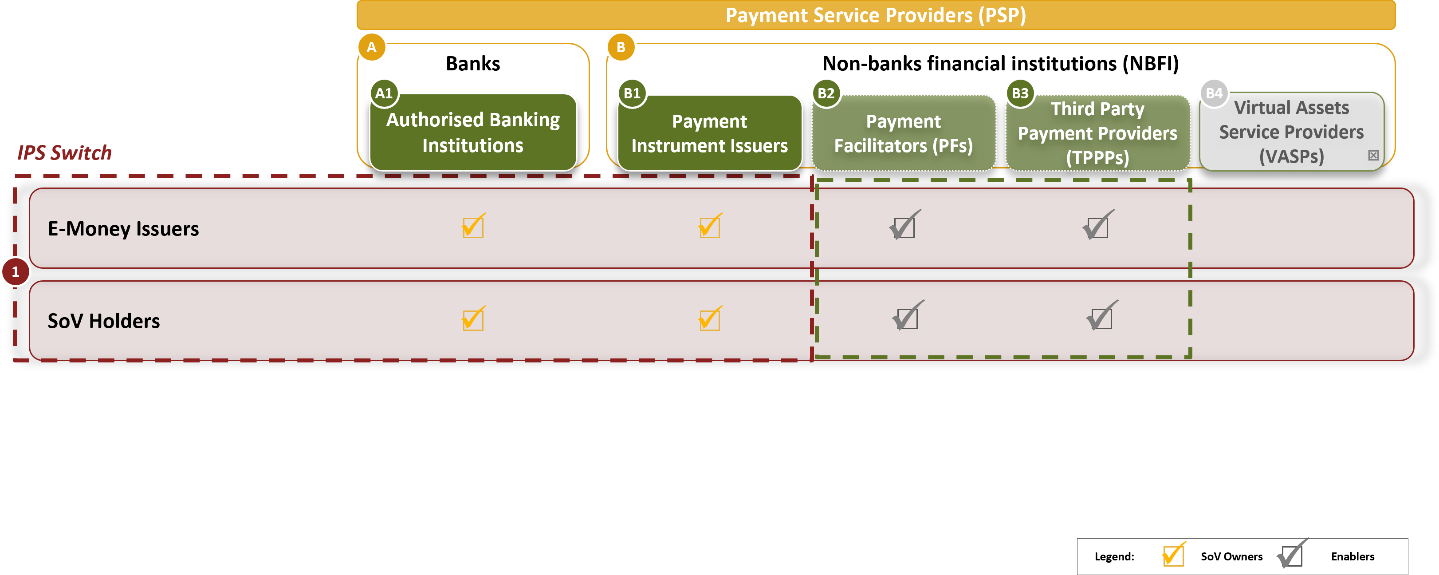 Payment Service Providers (PSP)
A
B
Banks
Non-banks financial institutions (NBFI)
A1
B1
B2
B3
B4
Authorised Banking
Institutions
Payment
Instrument Issuers
Payment
Facilitators (PFs)
Third Party
Payment Providers
(TPPPs)
Virtual Assets
Service Providers
(VASPs)
IPS Switch
E-Money Issuers
1
SoV Holders
Legend:
SoV Owners
Enablers